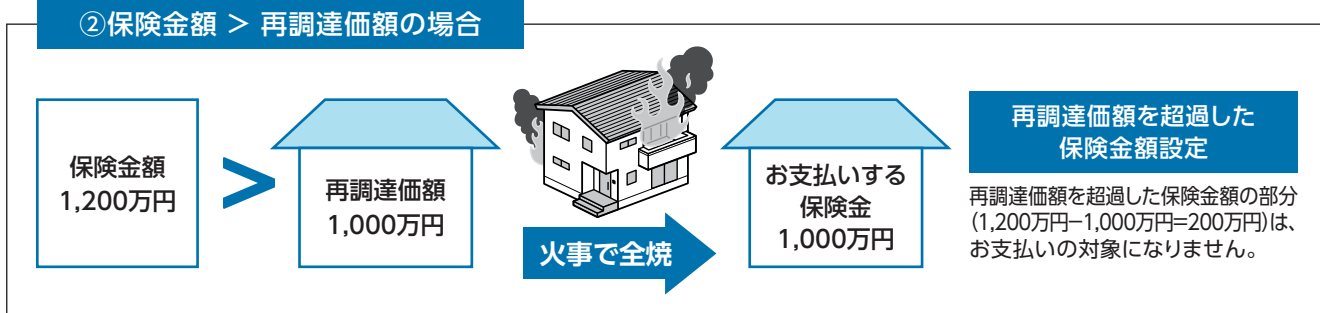 ②保険金額 > 再調達価額の場合
保険金額
1,200万円
>
再調達価額
1,000万円
火事で全焼
お支払いする
保険金
1,000万円
再調達価額を超過した
保険金額設定
再調達価額を超過した保険金額の部分
(1,200万円−1,000万円=200万円)は、
お支払いの対象になりません。